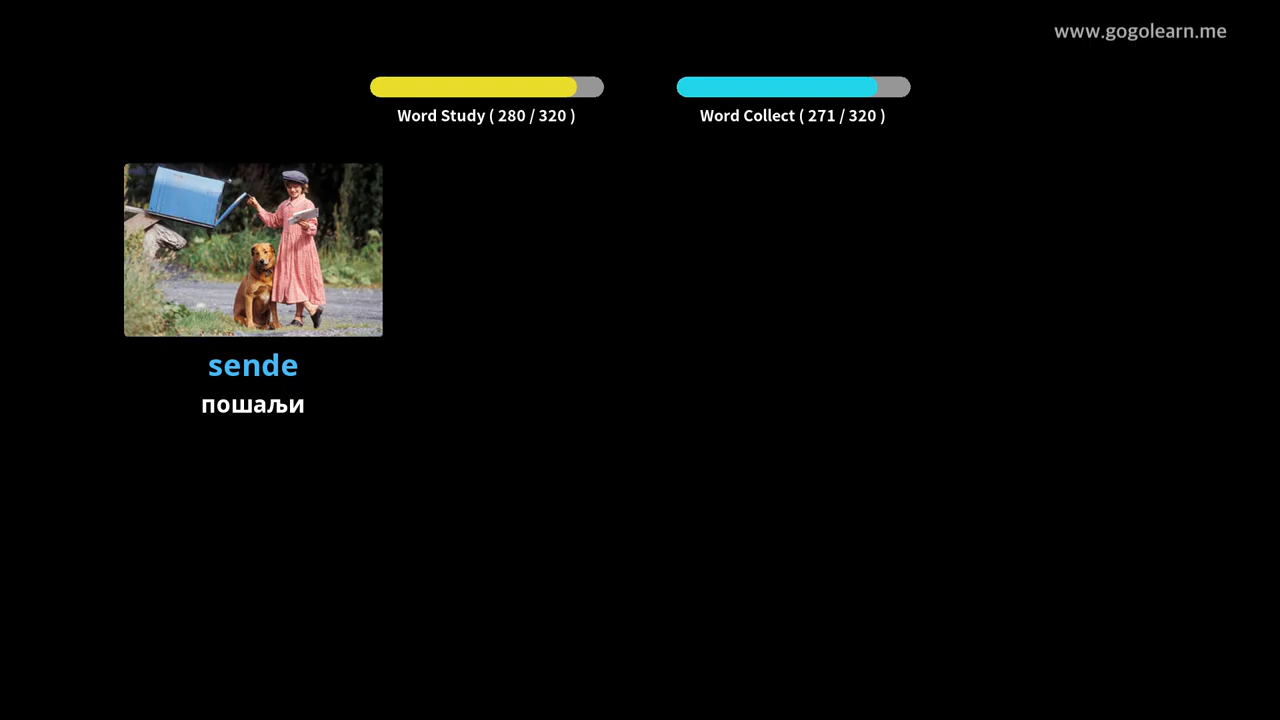 www.gogolearn.me
Word Study ( 280 / 320 )
Word Collect ( 271 / 320 )
sende
пошаљи